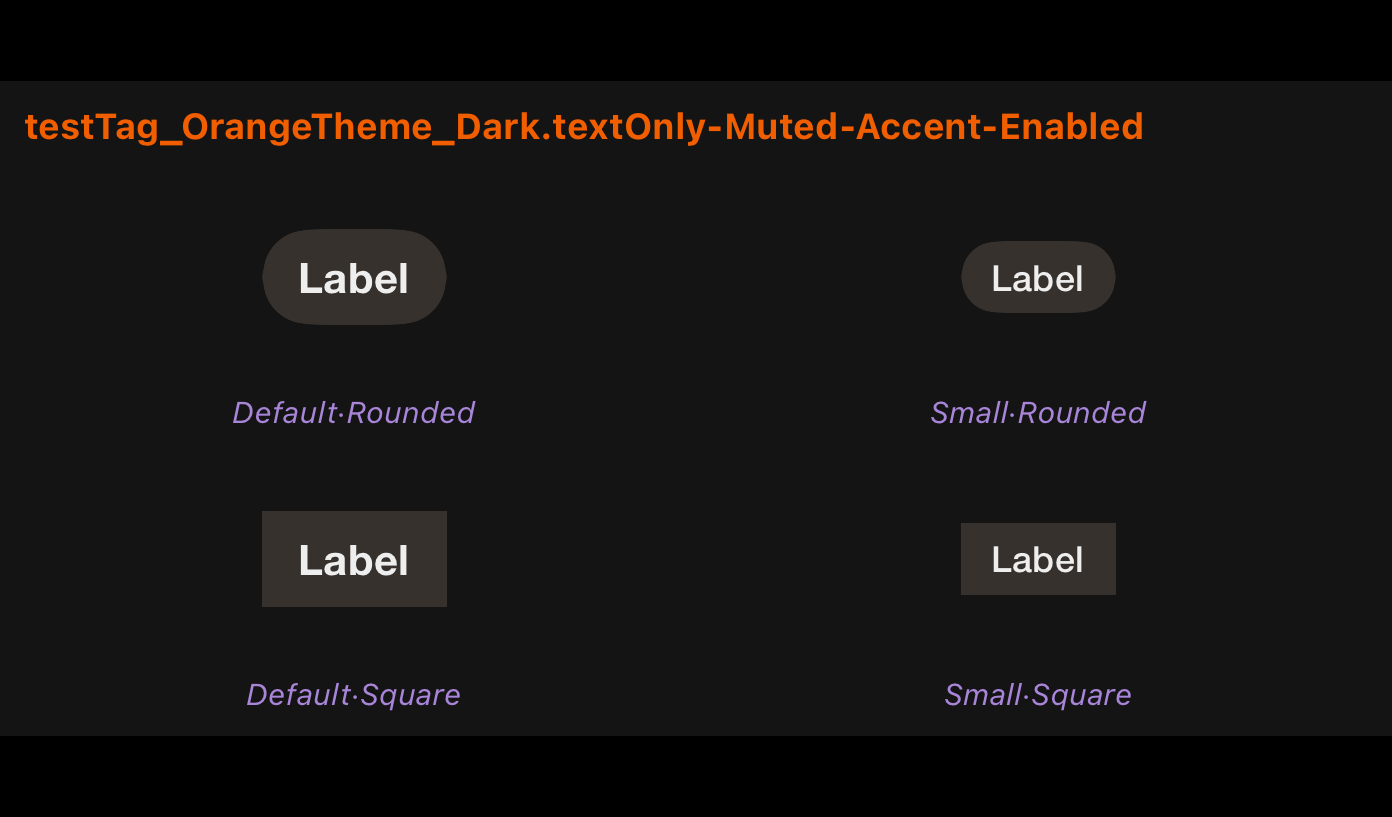 testTag_OrangeTheme_Dark.textOnly-Muted-Accent-Enabled
Label
Label
Default·Rounded
Small·Rounded
Label
Label
Default·Square
Small·Square